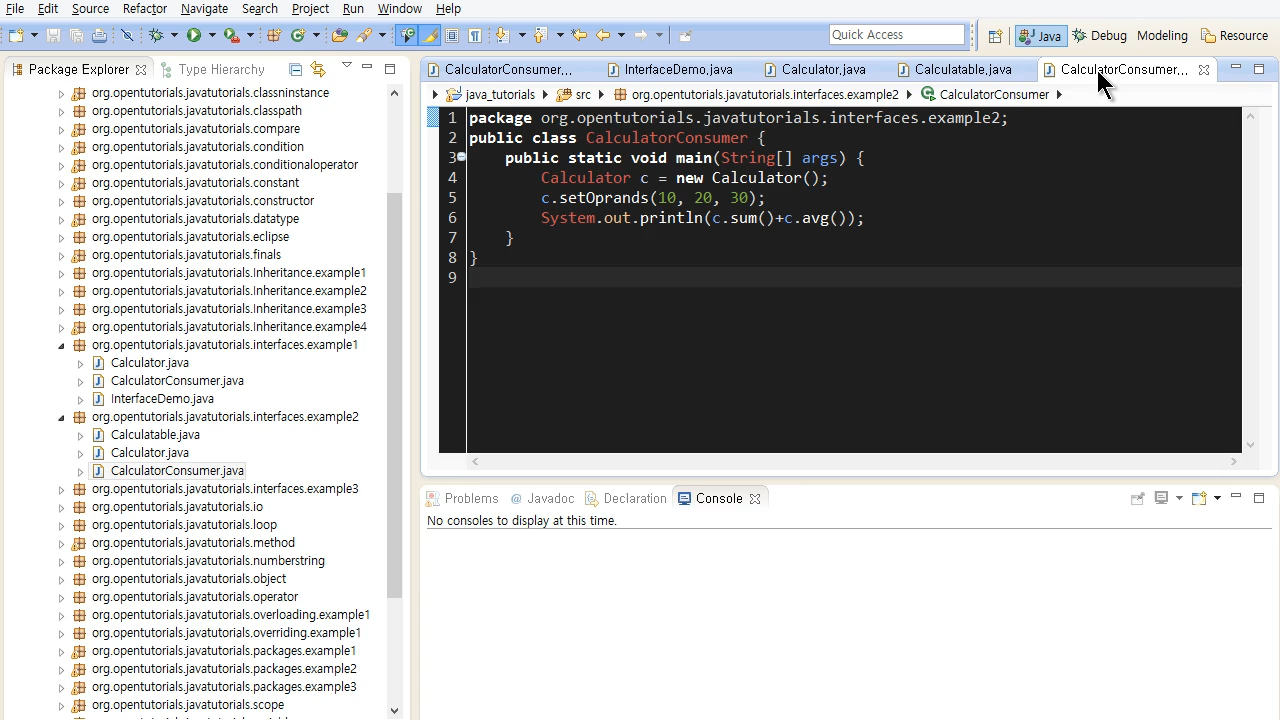 File Edit Source Refactor Navigate Search Project Run Window Help
Quick Access
Java Debug Modeling Resource
Package Explorer Type Hierarchy
CalculatorConsumer... InterfaceDemo.java Calculator.java Calculatable.java CalculatorConsumer...
java_tutorials src org.opentutorials.javatutorials.interfaces.example2 CalculatorConsumer
org.opentutorials.javatutorials.classninstance
org.opentutorials.javatutorials.classpath
org.opentutorials.javatutorials.compare
org.opentutorials.javatutorials.condition
org.opentutorials.javatutorials.conditionaloperator
org.opentutorials.javatutorials.constant
org.opentutorials.javatutorials.constructor
org.opentutorials.javatutorials.datatype
org.opentutorials.javatutorials.eclipse
org.opentutorials.javatutorials.finals
org.opentutorials.javatutorials.Inheritance.example1
org.opentutorials.javatutorials.Inheritance.example2
org.opentutorials.javatutorials.Inheritance.example3
org.opentutorials.javatutorials.Inheritance.example4
org.opentutorials.javatutorials.interfaces.example1
Calculator.java
CalculatorConsumer.java
InterfaceDemo.java
org.opentutorials.javatutorials.interfaces.example2
Calculatable.java
Calculator.java
CalculatorConsumer.java
org.opentutorials.javatutorials.interfaces.example3
org.opentutorials.javatutorials.io
org.opentutorials.javatutorials.loop
org.opentutorials.javatutorials.method
org.opentutorials.javatutorials.numberstring
org.opentutorials.javatutorials.object
org.opentutorials.javatutorials.operator
org.opentutorials.javatutorials.overloading.example1
org.opentutorials.javatutorials.overriding.example1
org.opentutorials.javatutorials.packages.example1
org.opentutorials.javatutorials.packages.example2
org.opentutorials.javatutorials.packages.example3
org.opentutorials.javatutorials.scope
1 package org.opentutorials.javatutorials.interfaces.example2;
2 public class CalculatorConsumer {
3 public static void main(String[] args) {
4 Calculator c = new Calculator();
5 c.setOprands(10, 20, 30);
6 System.out.println(c.sum()+c.avg());
7 }
8 }
9
Problems @ Javadoc Declaration Console
No consoles to display at this time.